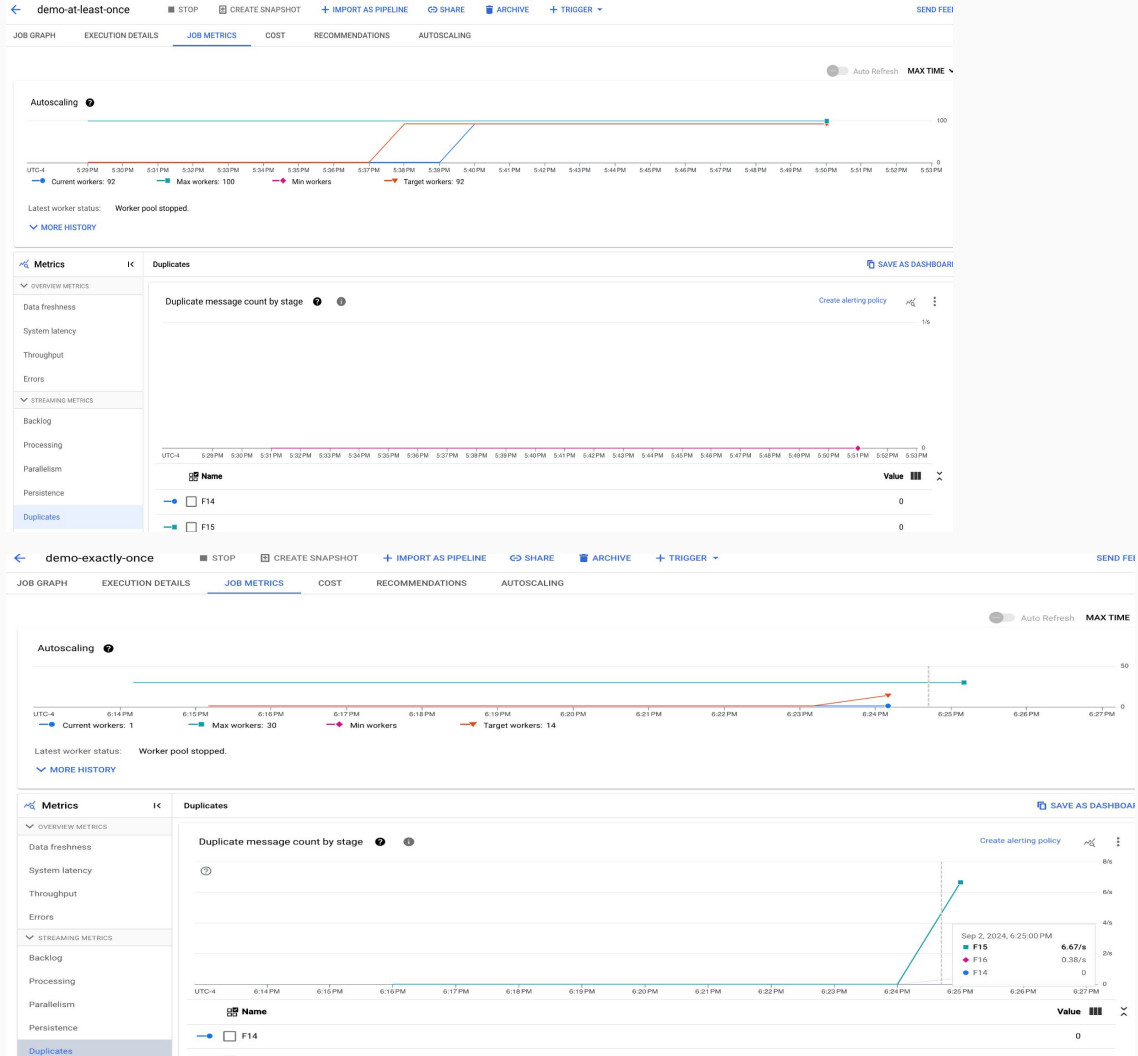 demo-at-least-once STOP CREATE SNAPSHOT IMPORT AS PIPELINE SHARE ARCHIVE TRIGGER SEND FEE
JOB GRAPH EXECUTION DETAILS JOB METRICS COST RECOMMENDATIONS AUTOSCALING
Auto Refresh MAX TIME
Autoscaling
100
0
UTC-4 5:29 PM 5:30 PM 5:31 PM 5:32 PM 5:33 PM 5:34 PM 5:35 PM 5:36 PM 5:37 PM 5:38 PM 5:39 PM 5:40 PM 5:41 PM 5:42 PM 5:43 PM 5:44 PM 5:45 PM 5:46 PM 5:47 PM 5:48 PM 5:49 PM 5:50 PM 5:51 PM 5:52 PM 5:53 PM
Current workers: 92 Max workers: 100 Min workers Target workers: 92
Latest worker status: Worker pool stopped.
MORE HISTORY
Metrics Duplicates SAVE AS DASHBOARD
OVERVIEW METRICS
Data freshness
System latency
Throughput
Errors
STREAMING METRICS
Backlog
Processing
Parallelism
Persistence
Duplicates
Duplicate message count by stage Create alerting policy
1/s
0
UTC-4 5:29 PM 5:30 PM 5:31 PM 5:32 PM 5:33 PM 5:34 PM 5:35 PM 5:36 PM 5:37 PM 5:38 PM 5:39 PM 5:40 PM 5:41 PM 5:42 PM 5:43 PM 5:44 PM 5:45 PM 5:46 PM 5:47 PM 5:48 PM 5:49 PM 5:50 PM 5:51 PM 5:52 PM 5:53 PM
Name Value
F14 0
F15 0
demo-exactly-once STOP CREATE SNAPSHOT IMPORT AS PIPELINE SHARE ARCHIVE TRIGGER SEND FEE
JOB GRAPH EXECUTION DETAILS JOB METRICS COST RECOMMENDATIONS AUTOSCALING
Auto Refresh MAX TIME
Autoscaling
50
0
UTC-4 6:14 PM 6:15 PM 6:16 PM 6:17 PM 6:18 PM 6:19 PM 6:20 PM 6:21 PM 6:22 PM 6:23 PM 6:24 PM 6:25 PM 6:26 PM 6:27 PM
Current workers: 1 Max workers: 30 Min workers Target workers: 14
Latest worker status: Worker pool stopped.
MORE HISTORY
Metrics Duplicates SAVE AS DASHBOAR
OVERVIEW METRICS
Data freshness
System latency
Throughput
Errors
STREAMING METRICS
Backlog
Processing
Parallelism
Persistence
Duplicates
Duplicate message count by stage Create alerting policy
8/s
6/s
4/s
2/s
0
Sep 2, 2024, 6:25:00 PM
F15 6.67/s
F16 0.38/s
F14 0
UTC-4 6:14 PM 6:15 PM 6:16 PM 6:17 PM 6:18 PM 6:19 PM 6:20 PM 6:21 PM 6:22 PM 6:23 PM 6:24 PM 6:25 PM 6:26 PM 6:27 PM
Name Value
F14 0